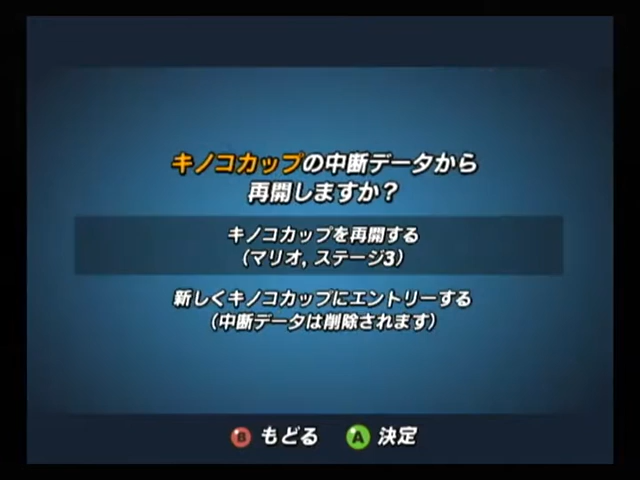 キノコカップの中断データから
再開しますか？
キノコカップを再開する
（マリオ, ステージ3）
新しくキノコカップにエントリーする
（中断データは削除されます）
B もどる A 決定